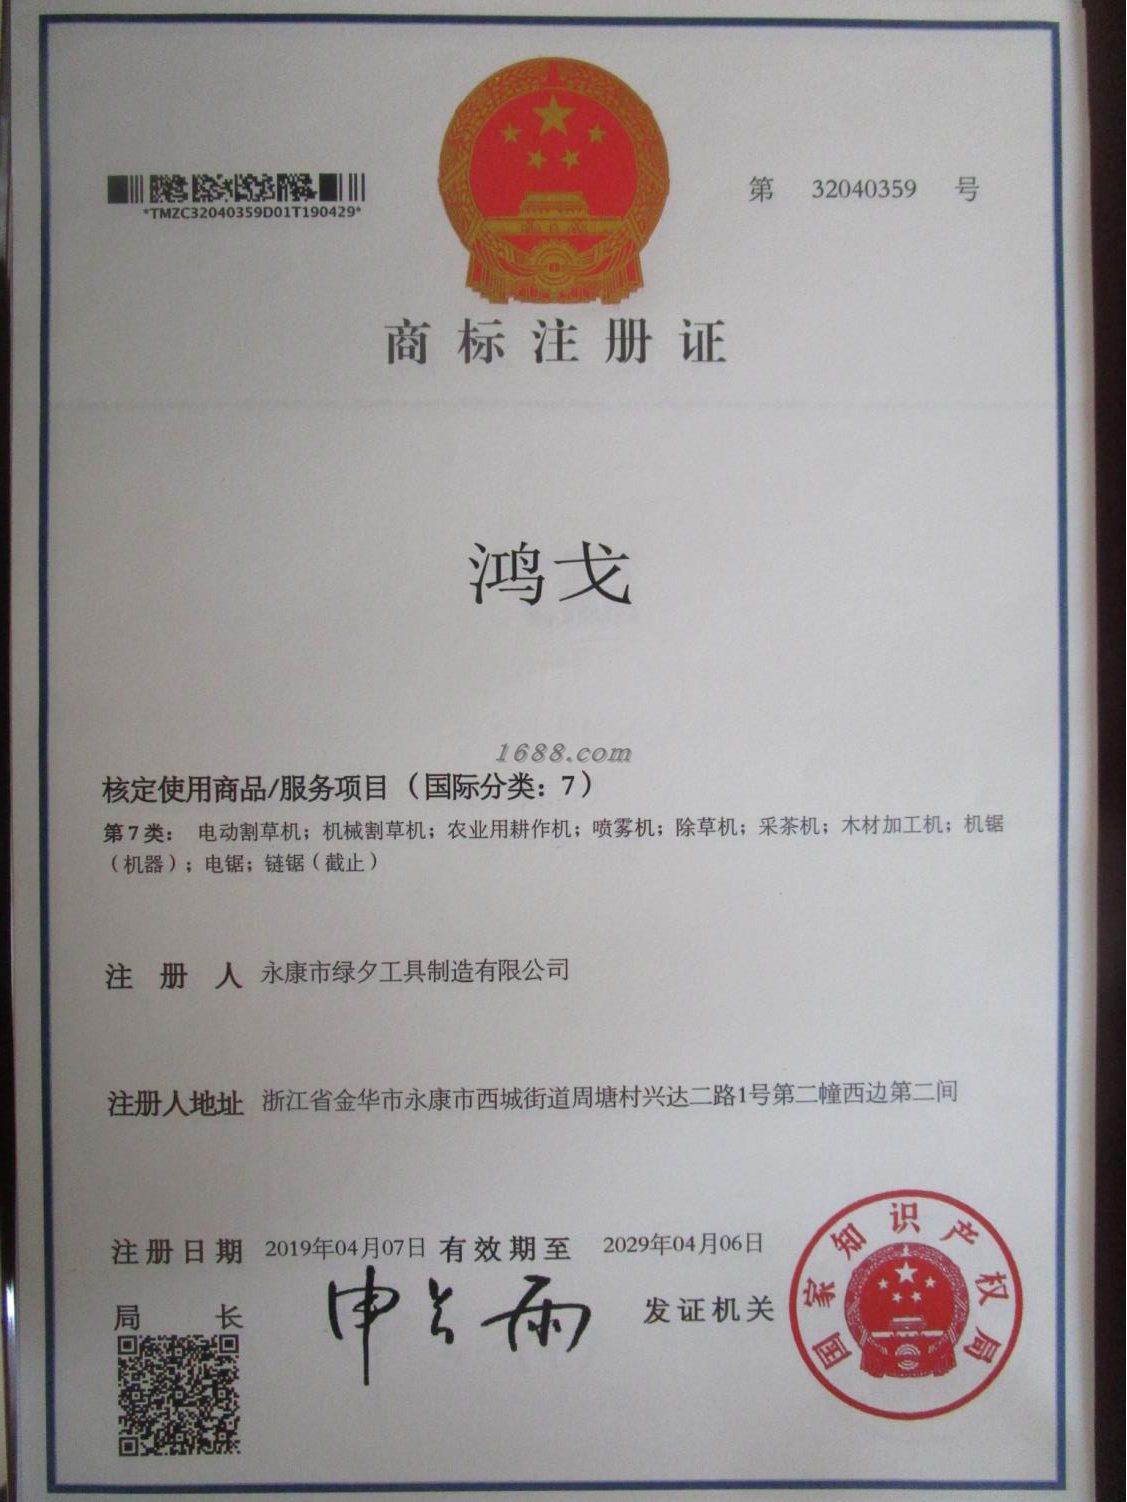 *TMZC32040359D01T190429*
第 32040359 号
商标注册证
鸿戈
1688.com
核定使用商品/服务项目（国际分类：7）
第7类： 电动割草机；机械割草机；农业用耕作机；喷雾机；除草机；采茶机；木材加工机；机锯
（机器）；电锯；链锯（截止）
注册人 永康市绿夕工具制造有限公司
注册人地址 浙江省金华市永康市西城街道周塘村兴达二路1号第二幢西边第二间
注册日期 2019年04月07日 有效期至 2029年04月06日
局长 申长雨 发证机关
国家知识产权局